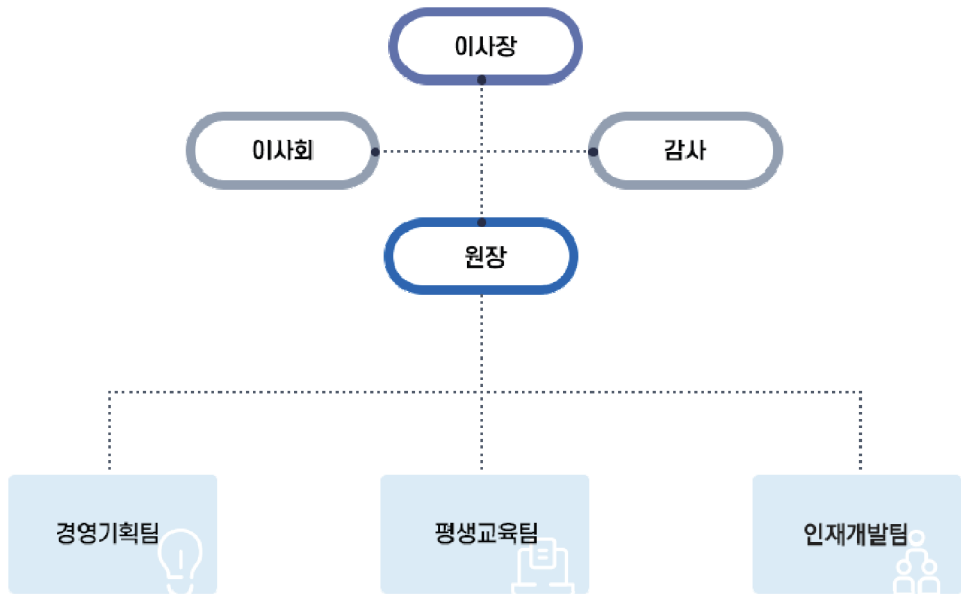 이사장
이사회
감사
원장
경영기획팀
평생교육팀
인재개발팀